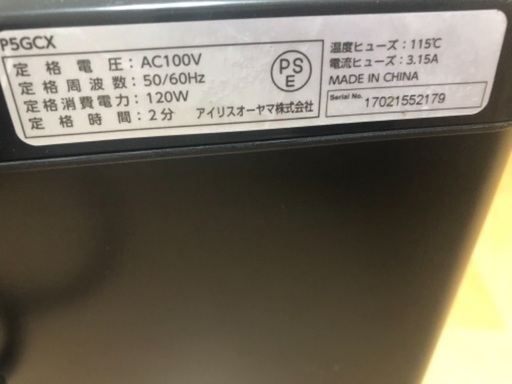 P5GCX
定格電圧：AC100V
定格周波数：50/60Hz
定格消費電力：120W
定格時間：2分
PS
E
アイリスオーヤマ株式会社
温度ヒューズ：115℃
電流ヒューズ：3.15A
MADE IN CHINA
Serial No. 17021552179